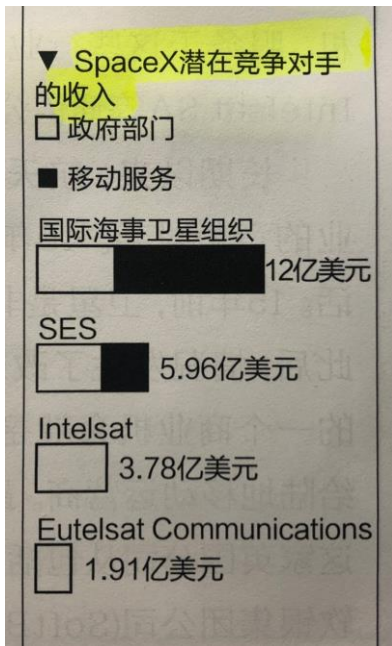 ▼ SpaceX潜在竞争对手
的收入
□ 政府部门
■ 移动服务
国际海事卫星组织
12亿美元
SES
5.96亿美元
Intelsat
3.78亿美元
Eutelsat Communications
1.91亿美元